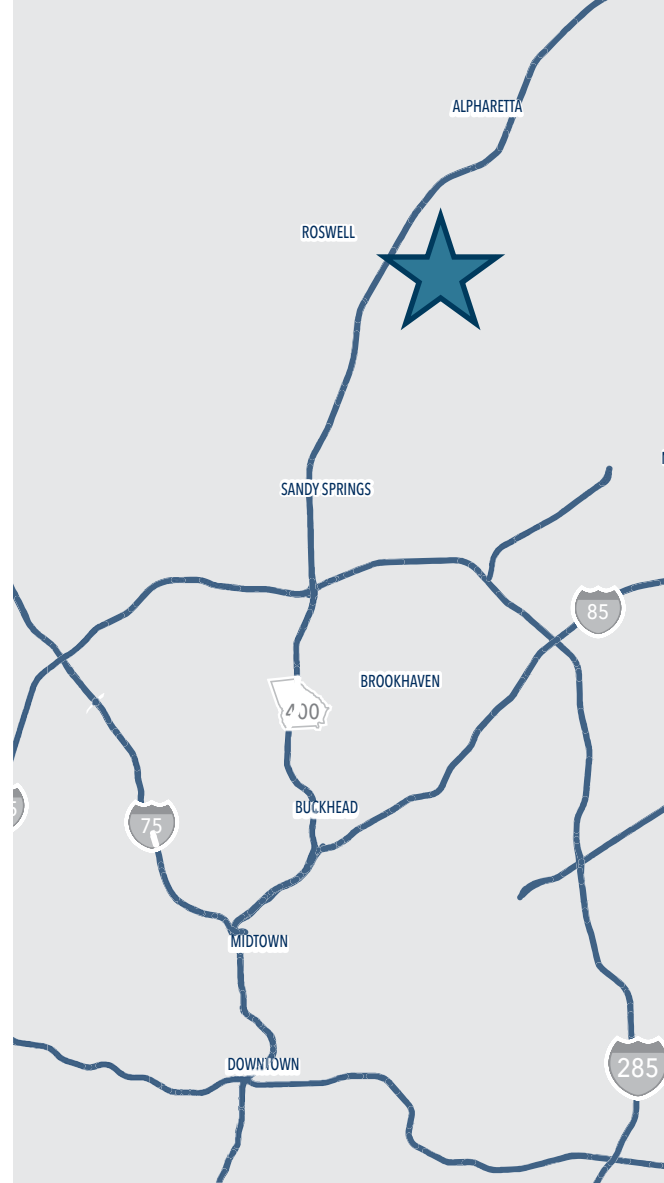 ALPHARETTA
ROSWELL
SANDY SPRINGS
85
BROOKHAVEN
400
BUCKHEAD
75
MIDTOWN
DOWNTOWN
285